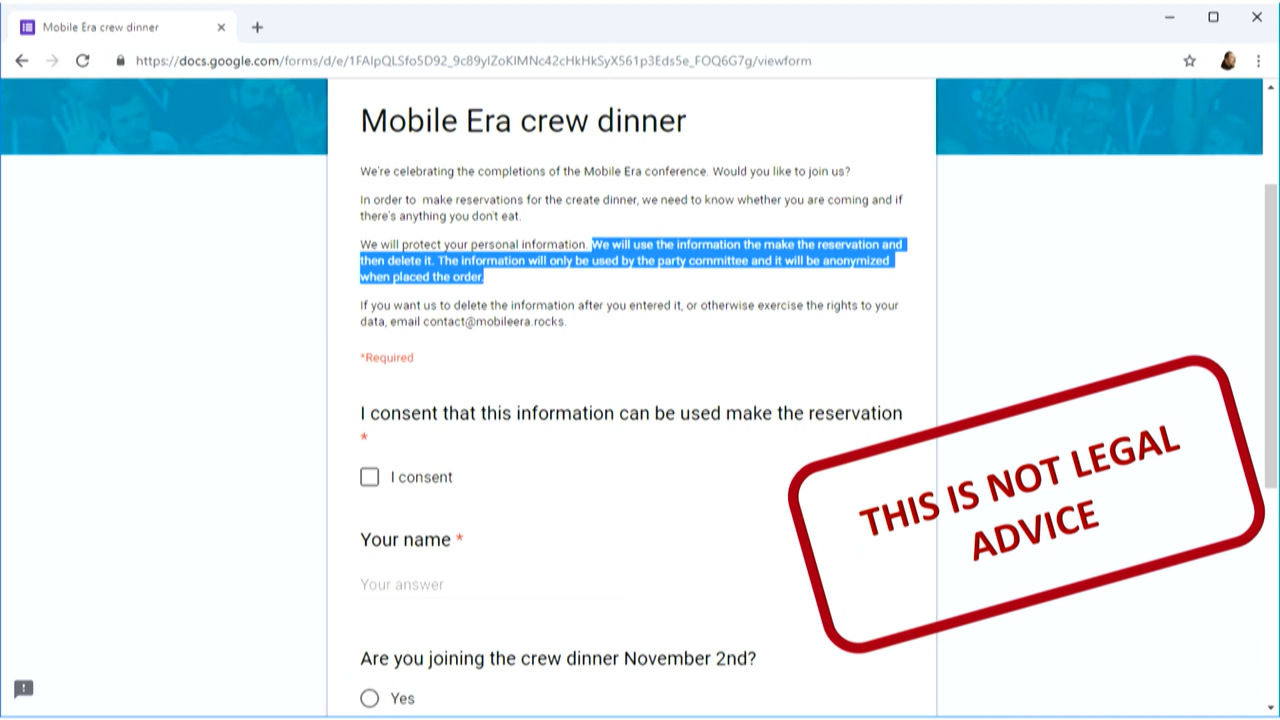 Mobile Era crew dinner
https://docs.google.com/forms/d/e/1FAIpQLSfo5D92_9c89yIZoKIMNc42cHkHkSyX561p3Eds5e_FOQ6G7g/viewform
Mobile Era crew dinner
We're celebrating the completions of the Mobile Era conference. Would you like to join us?
In order to make reservations for the create dinner, we need to know whether you are coming and if
there's anything you don't eat.
We will protect your personal information. We will use the information the make the reservation and
then delete it. The information will only be used by the party committee and it will be anonymized
when placed the order.
If you want us to delete the information after you entered it, or otherwise exercise the rights to your
data, email contact@mobileera.rocks.
*Required
I consent that this information can be used make the reservation
*
I consent
Your name *
Your answer
Are you joining the crew dinner November 2nd?
Yes
THIS IS NOT LEGAL
ADVICE